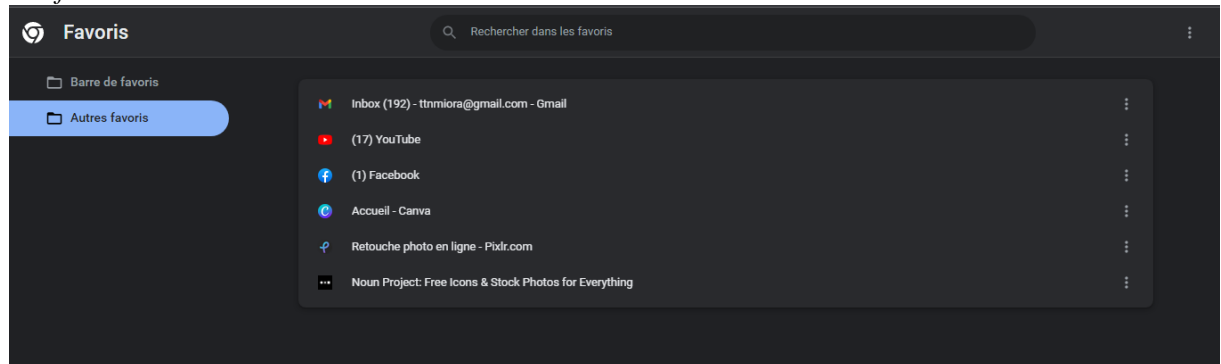 Favoris
Rechercher dans les favoris
Barre de favoris
Autres favoris
Inbox (192) - ttnmiora@gmail.com - Gmail
(17) YouTube
(1) Facebook
Accueil - Canva
Retouche photo en ligne - Pixlr.com
Noun Project: Free Icons & Stock Photos for Everything